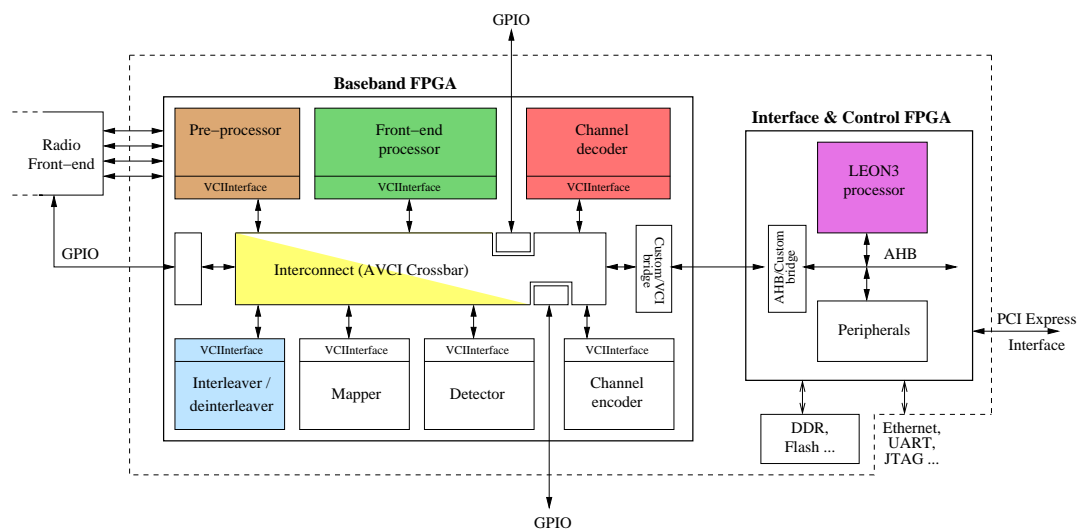 GPIO
Baseband FPGA
Interface & Control FPGA
Radio
Front−end
Pre−processor
VCIInterface
Front−end
processor
VCIInterface
Channel
decoder
VCIInterface
LEON3
processor
GPIO
Interconnect (AVCI Crossbar)
Custom/VCI
bridge
AHB/Custom
bridge
AHB
Peripherals
PCI Express
Interface
VCIInterface
Interleaver /
deinterleaver
VCIInterface
Mapper
VCIInterface
Detector
VCIInterface
Channel
encoder
DDR,
Flash ...
Ethernet,
UART,
JTAG ...
GPIO